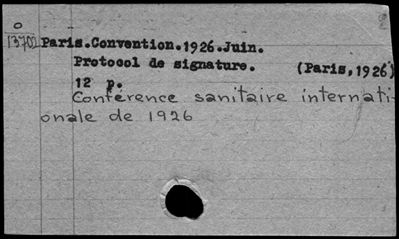 O
13702 Paris.Convention.1926.Juin.
Protocol de signature. (Paris,1926)
12 p.
Conférence sanitaire internati-
onale de 1926